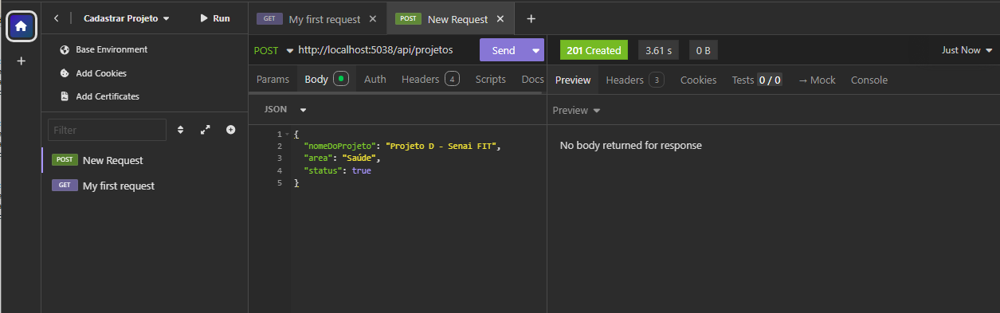 Cadastrar Projeto
Run
Base Environment
Add Cookies
Add Certificates
Filter
POST New Request
GET My first request
GET My first request
POST New Request
POST http://localhost:5038/api/projetos Send
Params Body Auth Headers 4 Scripts Docs
JSON
1 {
2 "nomeDoProjeto": "Projeto D - Senai FIT",
3 "area": "Saúde",
4 "status": true
5 }
201 Created 3.61 s 0 B Just Now
Preview Headers 3 Cookies Tests 0 / 0 → Mock Console
Preview
No body returned for response